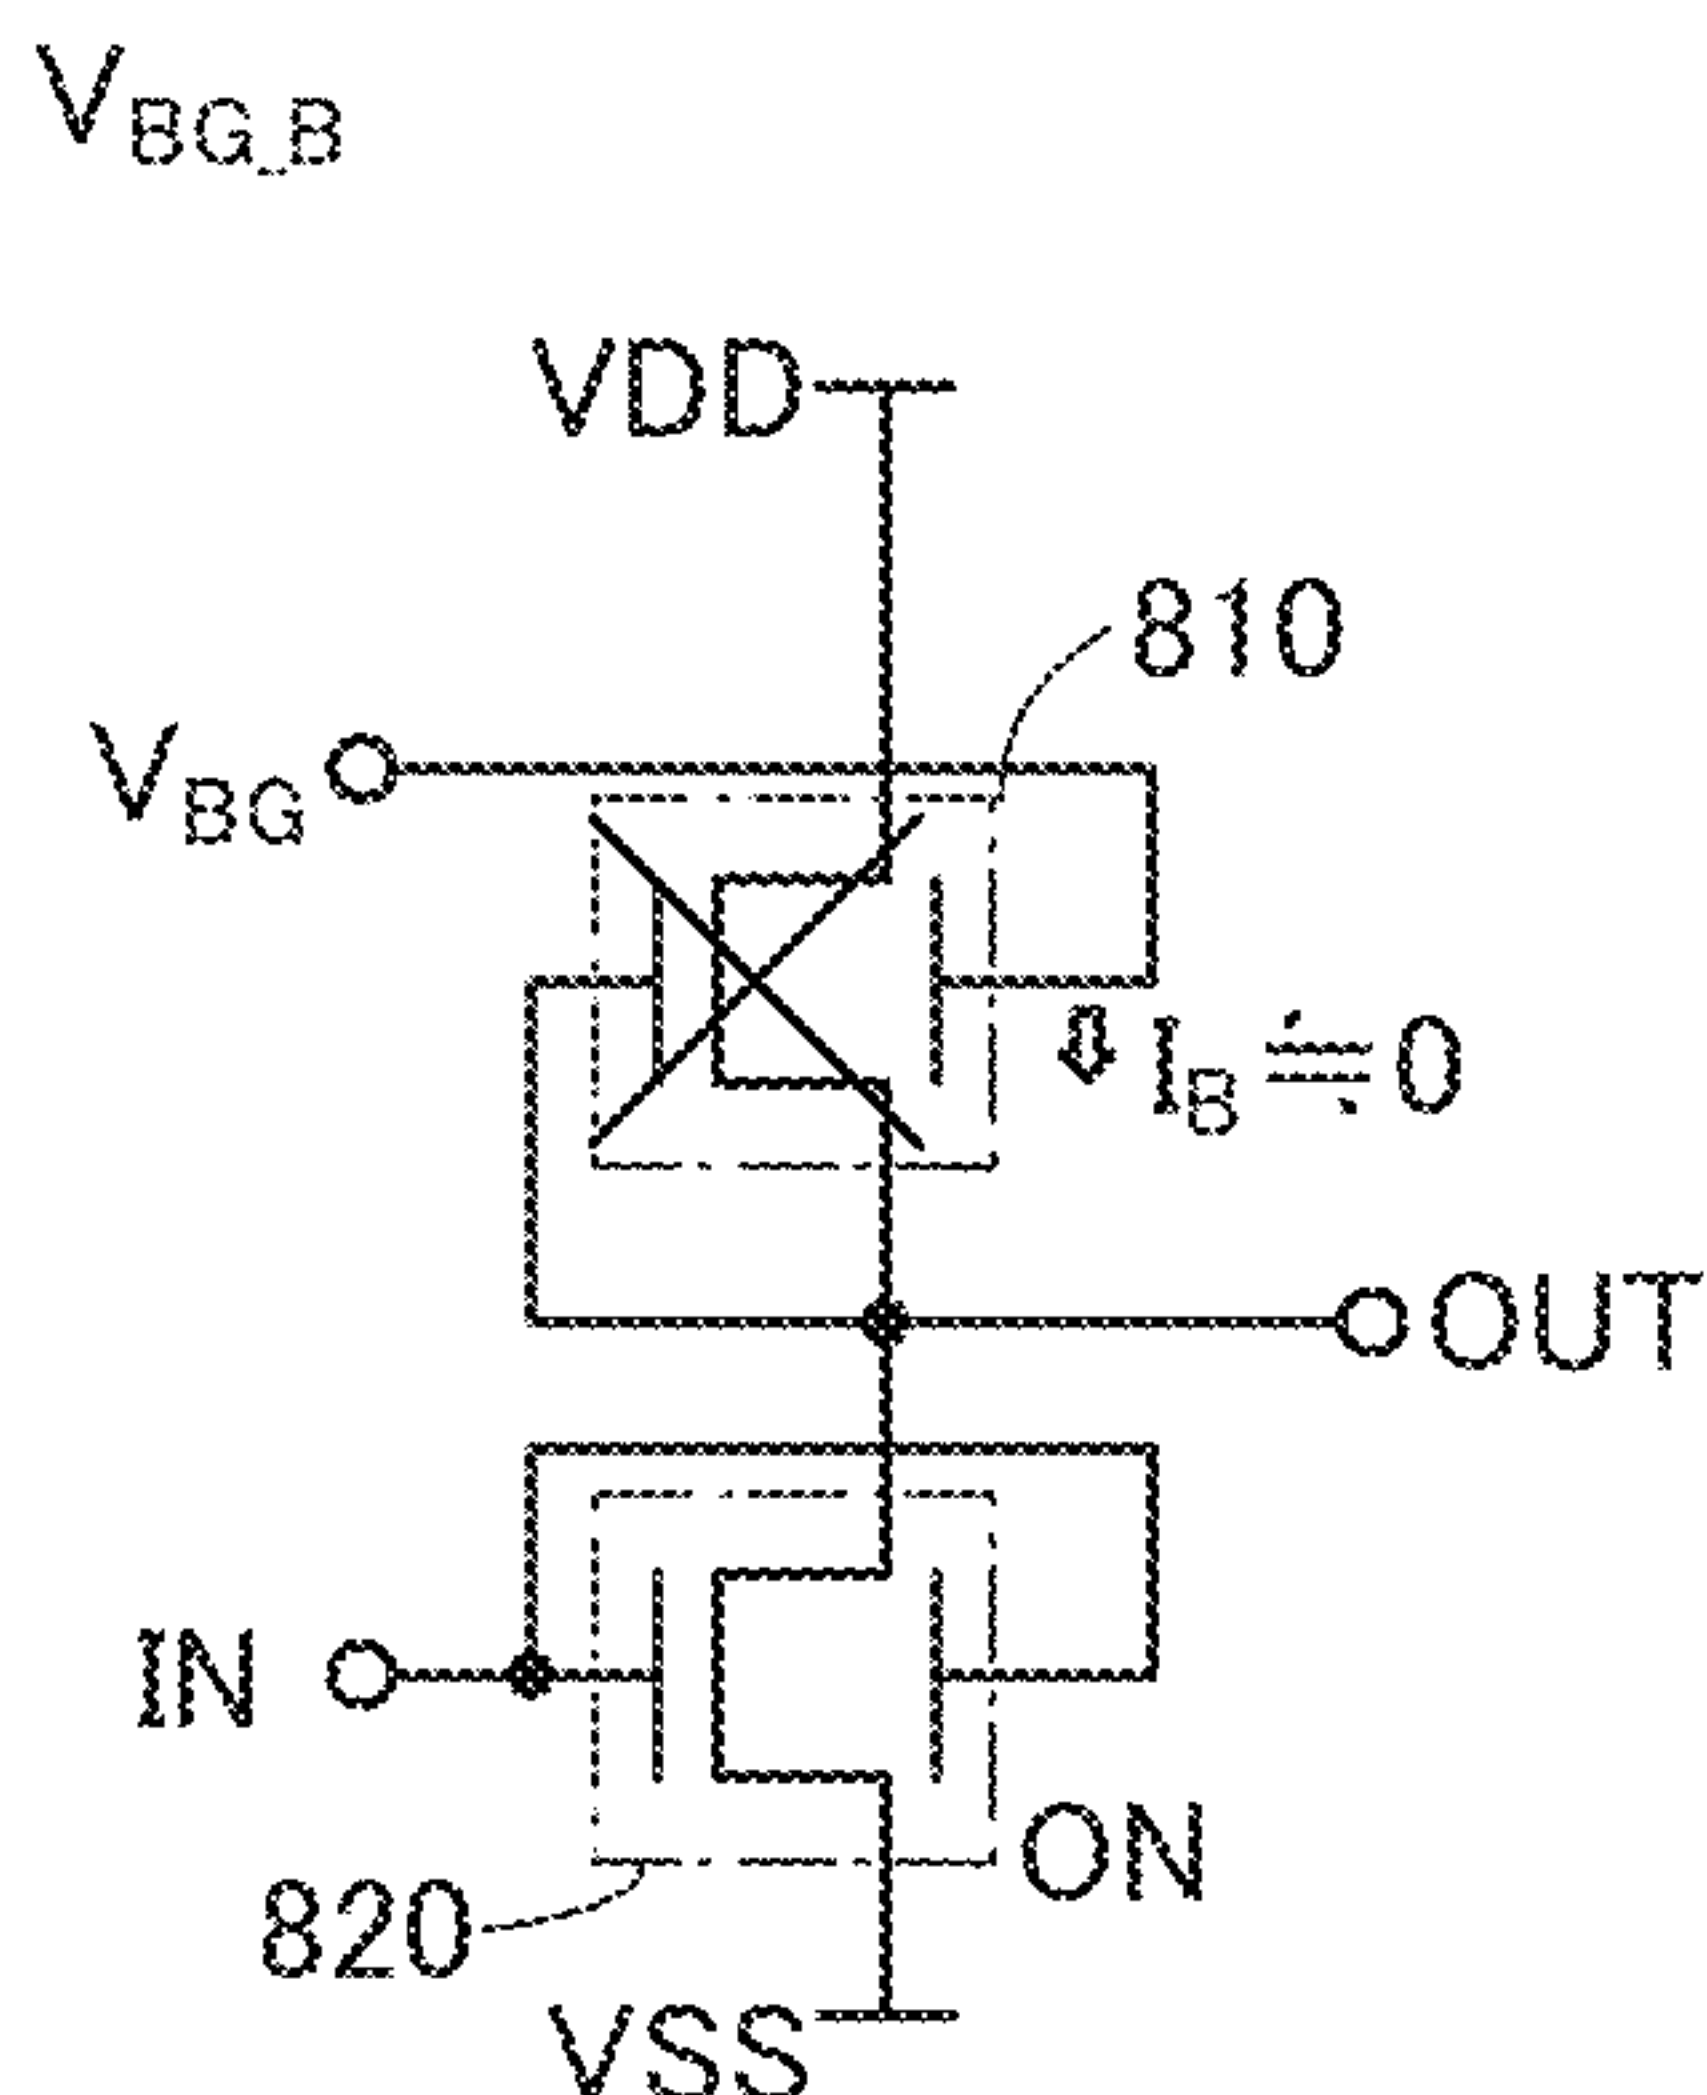 VBG_B
VDD
810
VBG
IB ≒ 0
OUT
IN
ON
820
VSS